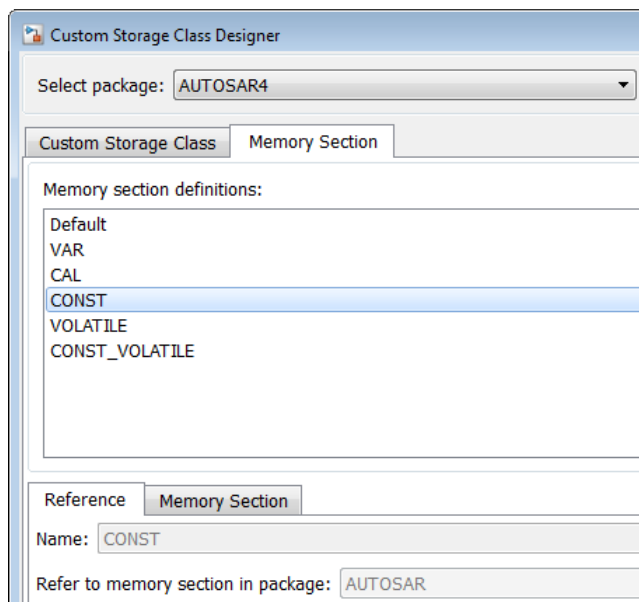 Custom Storage Class Designer
Select package: AUTOSAR4
Custom Storage Class Memory Section
Memory section definitions:
Default
VAR
CAL
CONST
VOLATILE
CONST_VOLATILE
Reference Memory Section
Name: CONST
Refer to memory section in package: AUTOSAR